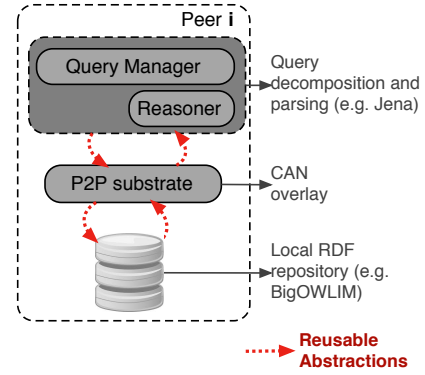 Peer i
Query Manager
Reasoner
Query
decomposition and
parsing (e.g. Jena)
P2P substrate
CAN
overlay
Local RDF
repository (e.g.
BigOWLIM)
Reusable
Abstractions